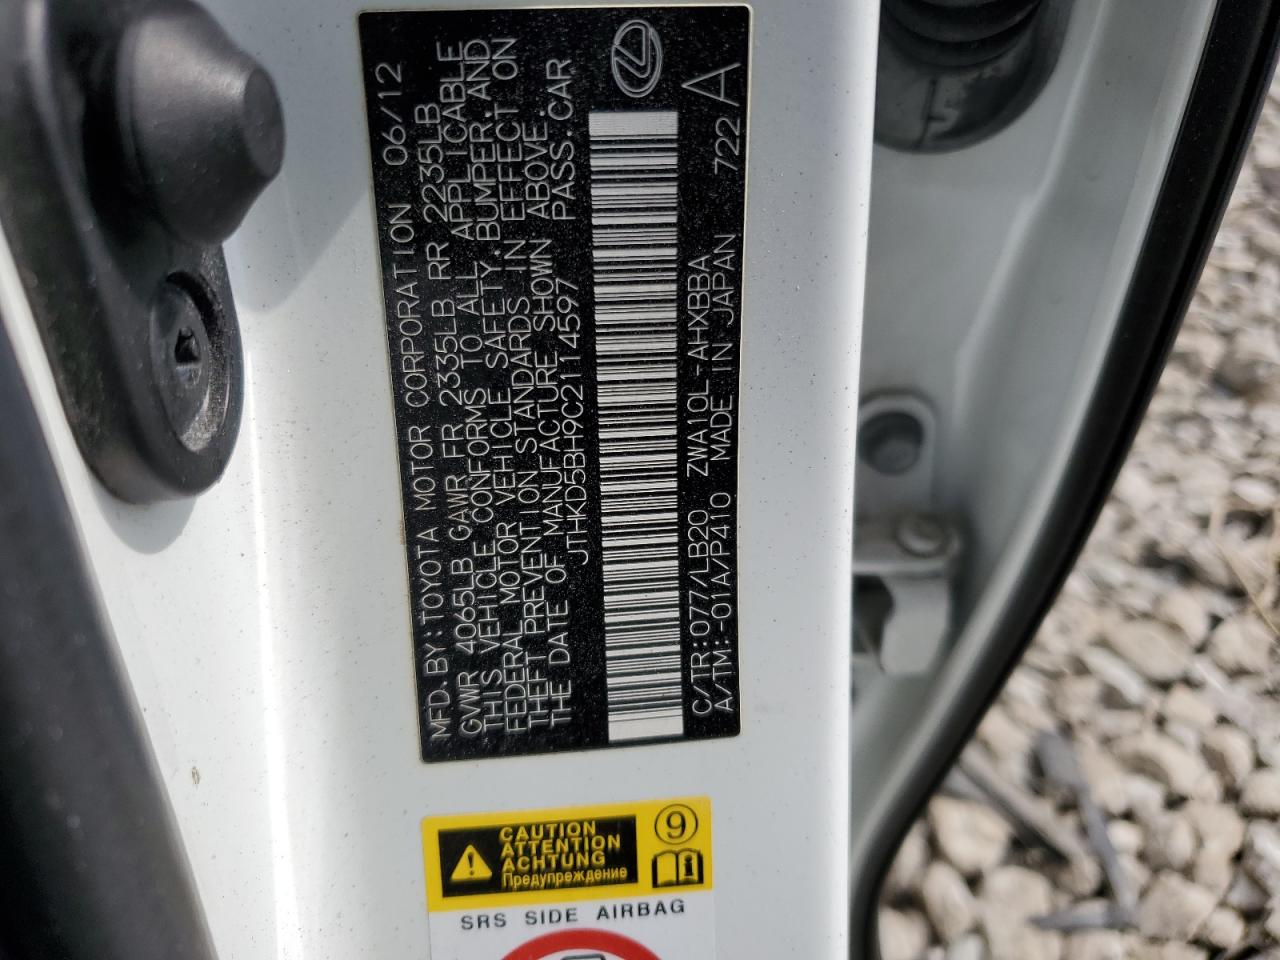 MFD. BY: TOYOTA MOTOR CORPORATION 06/12
GVWR 4065LB GAWR FR 2335LB RR 2235LB
THIS VEHICLE CONFORMS TO ALL APPLICABLE
FEDERAL MOTOR VEHICLE SAFETY, BUMPER, AND
THEFT PREVENTION STANDARDS IN EFFECT ON
THE DATE OF MANUFACTURE SHOWN ABOVE.
JTHKD5BH9C2114597 PASS. CAR
C/TR: 077/LB20 ZWA10L-AHXBBA 722
A/TM: -01A/P410 MADE IN JAPAN A
CAUTION
ATTENTION
ACHTUNG
Предупреждение
9
SRS SIDE AIRBAG